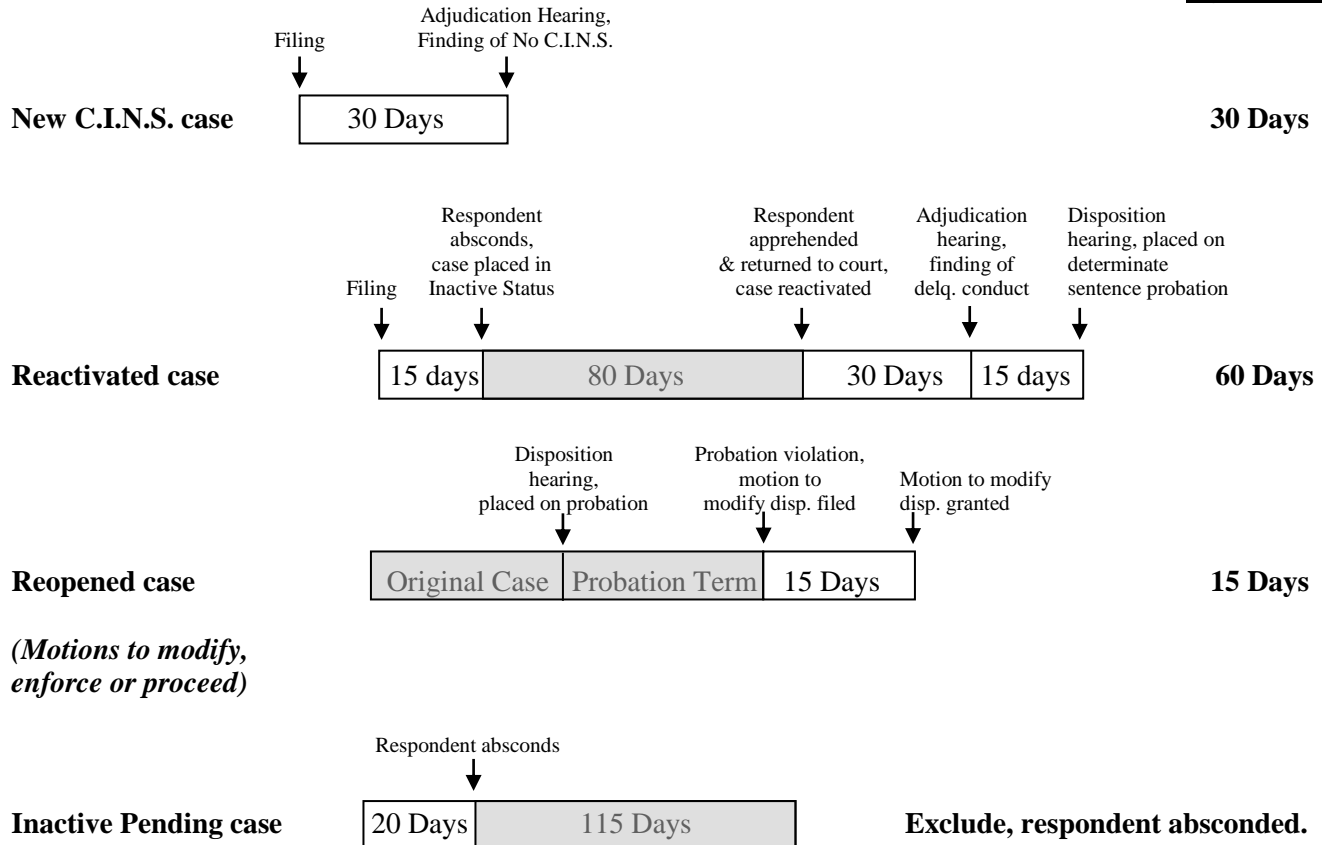 Adjudication Hearing,
Filing Finding of No C.I.N.S.
New C.I.N.S. case 30 Days 30 Days
Respondent
absconds,
case placed in
Inactive Status
Filing
Respondent
apprehended
& returned to court,
case reactivated
Adjudication
hearing,
finding of
delq. conduct
Disposition
hearing, placed on
determinate
sentence probation
Reactivated case 15 days 80 Days 30 Days 15 days 60 Days
Disposition
hearing,
placed on probation
Probation violation,
motion to
modify disp. filed
Motion to modify
disp. granted
Reopened case Original Case Probation Term 15 Days 15 Days
(Motions to modify,
enforce or proceed)
Respondent absconds
Inactive Pending case 20 Days 115 Days Exclude, respondent absconded.